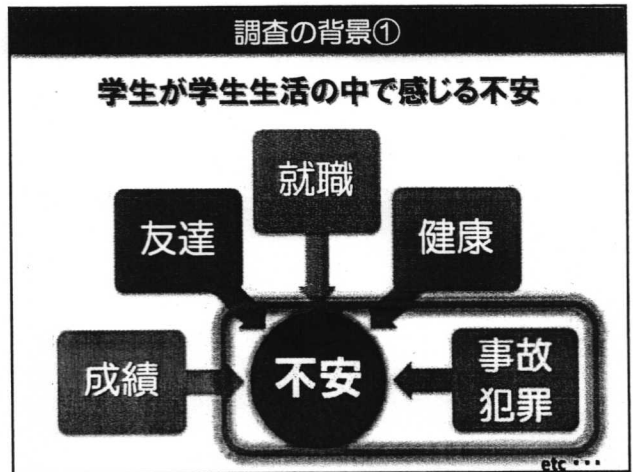 調査の背景①
学生が学生生活の中で感じる不安
就職
友達
健康
成績
不安
事故
犯罪
etc・・・